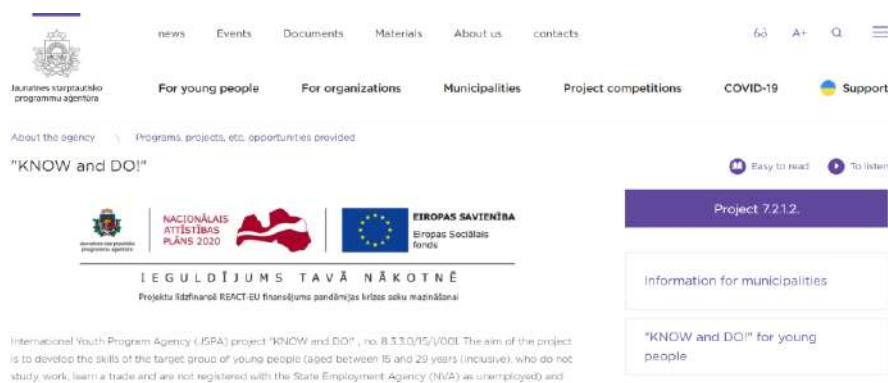 news Events Documents Materials About us contacts A+
Jaunatnes starptautisko
programmu aģentūra
For young people For organizations Municipalities Project competitions COVID-19 Support
About the agency \ Programs, projects, etc. opportunities provided
"KNOW and DO!"
Easy to read To listen
Project 7.2.1.2.
NACIONĀLAIS
ATTĪSTĪBAS
PLĀNS 2020
EIROPAS SAVIENĪBA
Eiropas Sociālais
fonds
Jaunatnes starptautisko
programmu aģentūra
IEGULDĪJUMS TAVĀ NĀKOTNĒ
Projektu līdzfinansē REACT-EU finansējums pandēmijas krīzes seku mazināšanai
Information for municipalities
"KNOW and DO!" for young
people
International Youth Program Agency (JSPA) project "KNOW and DO!" , no. 8.3.3.0/15/I/001. The aim of the project
is to develop the skills of the target group of young people (aged between 15 and 29 years (inclusive), who do not
study, work, learn a trade and are not registered with the State Employment Agency (NVA) as unemployed) and